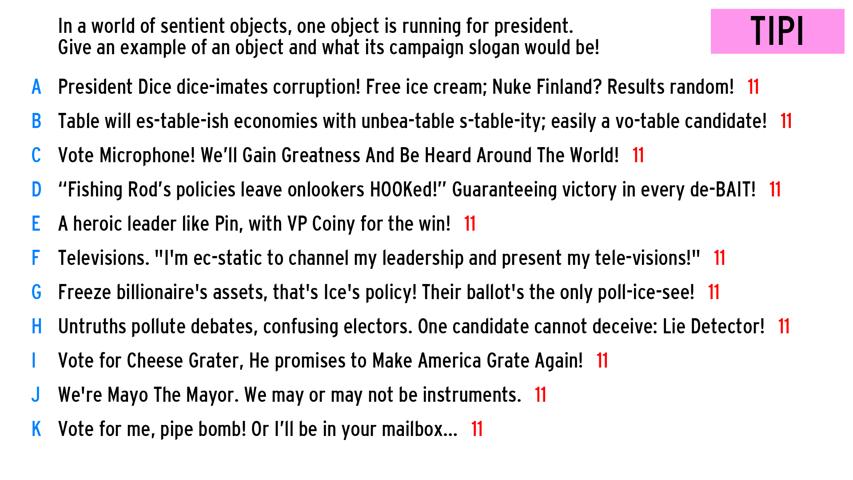 In a world of sentient objects, one object is running for president.
Give an example of an object and what its campaign slogan would be!
TIPI
A President Dice dice-imates corruption! Free ice cream; Nuke Finland? Results random! 11
B Table will es-table-ish economies with unbea-table s-table-ity; easily a vo-table candidate! 11
C Vote Microphone! We’ll Gain Greatness And Be Heard Around The World! 11
D “Fishing Rod’s policies leave onlookers HOOKed!” Guaranteeing victory in every de-BAIT! 11
E A heroic leader like Pin, with VP Coiny for the win! 11
F Televisions. "I'm ec-static to channel my leadership and present my tele-visions!" 11
G Freeze billionaire's assets, that's Ice's policy! Their ballot's the only poll-ice-see! 11
H Untruths pollute debates, confusing electors. One candidate cannot deceive: Lie Detector! 11
I Vote for Cheese Grater, He promises to Make America Grate Again! 11
J We're Mayo The Mayor. We may or may not be instruments. 11
K Vote for me, pipe bomb! Or I’ll be in your mailbox... 11